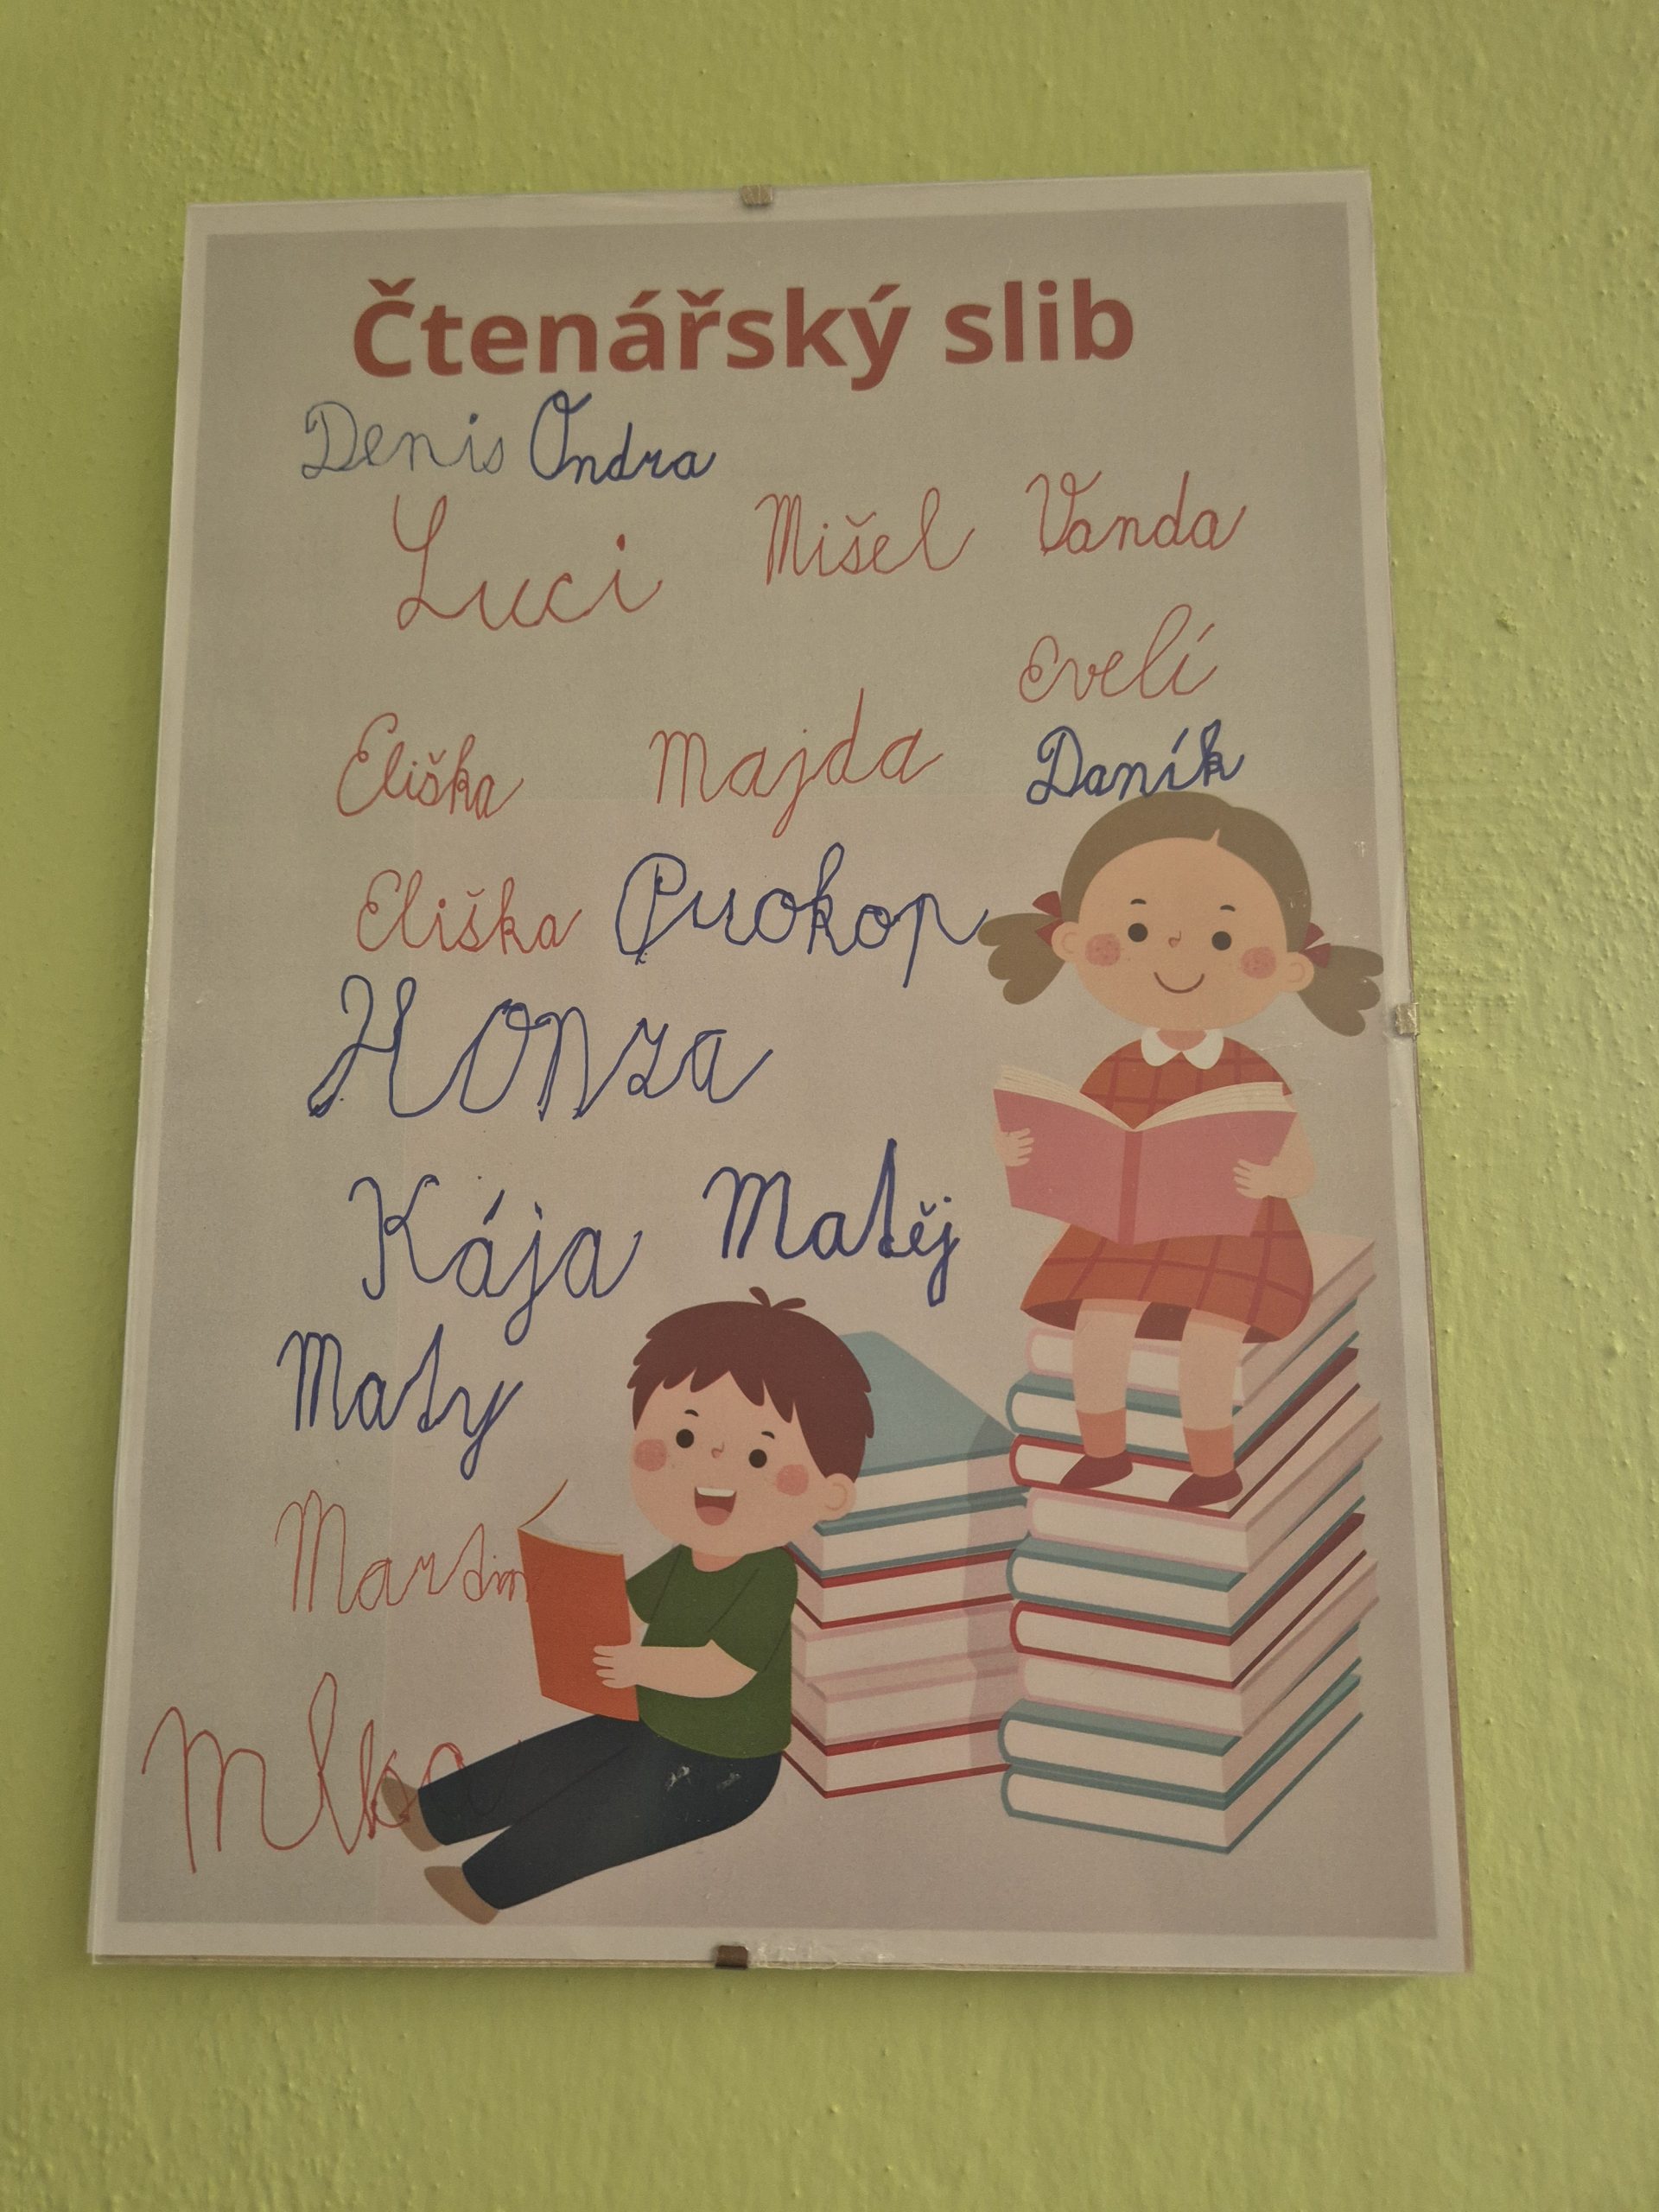 Čtenářský slib
Denis Ondra
Luci Mišel Vanda
Evelí
Eliška Majda Daník
Eliška Prokop
Honza
Kája Matěj
Maty
Martin